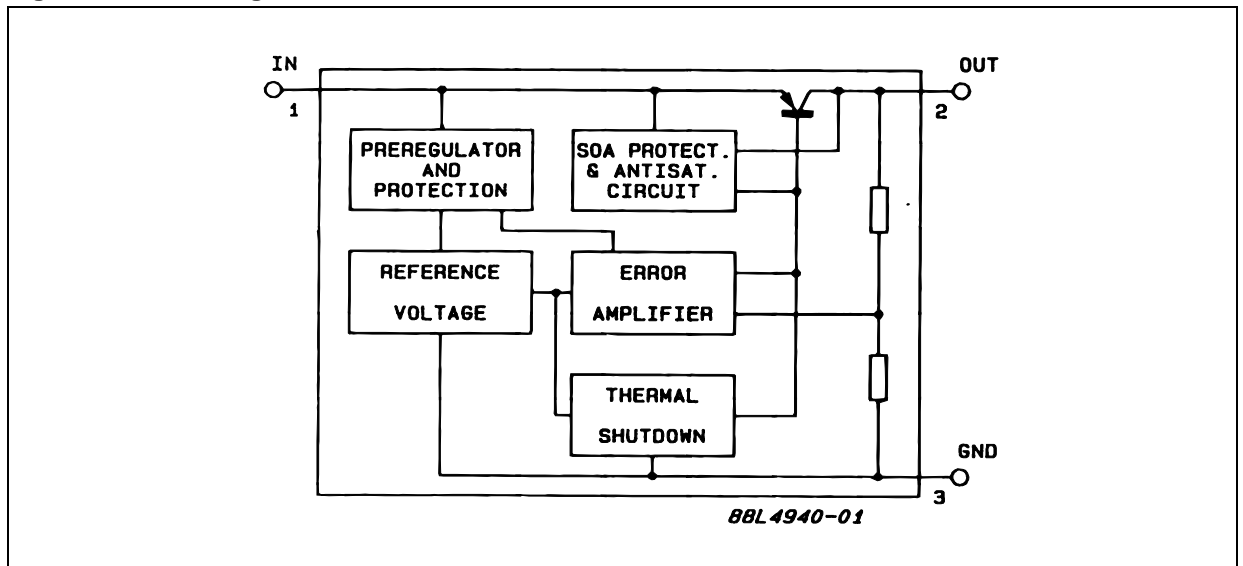 IN
OUT
1
2
PREREGULATOR
AND
PROTECTION
SOA PROTECT.
& ANTISAT.
CIRCUIT
REFERENCE
VOLTAGE
ERROR
AMPLIFIER
THERMAL
SHUTDOWN
GND
3
88L4940-01